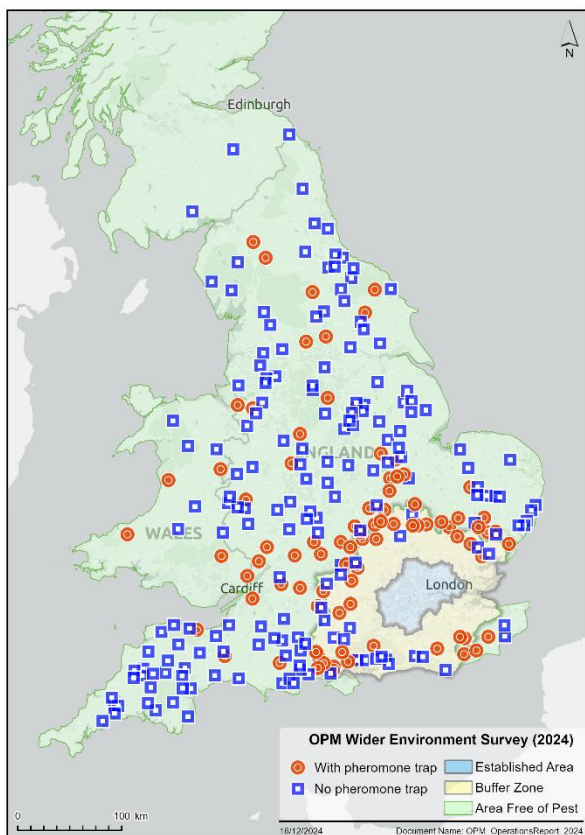 N
Edinburgh
ENGLAND
WALES
Cardiff
London
OPM Wider Environment Survey (2024)
With pheromone trap
No pheromone trap
Established Area
Buffer Zone
Area Free of Pest
0 100 km
16/12/2024 Document Name: OPM_OperationsReport_2024